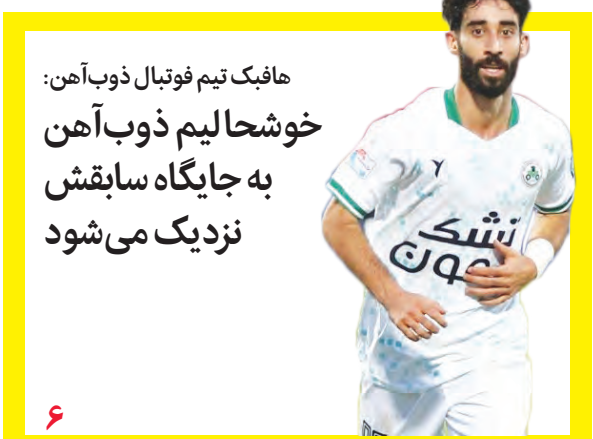 هافبک تیم فوتبال ذوب‌آهن:
خوشحالیم ذوب‌آهن
به جایگاه سابقش
نزدیک می‌شود
۶